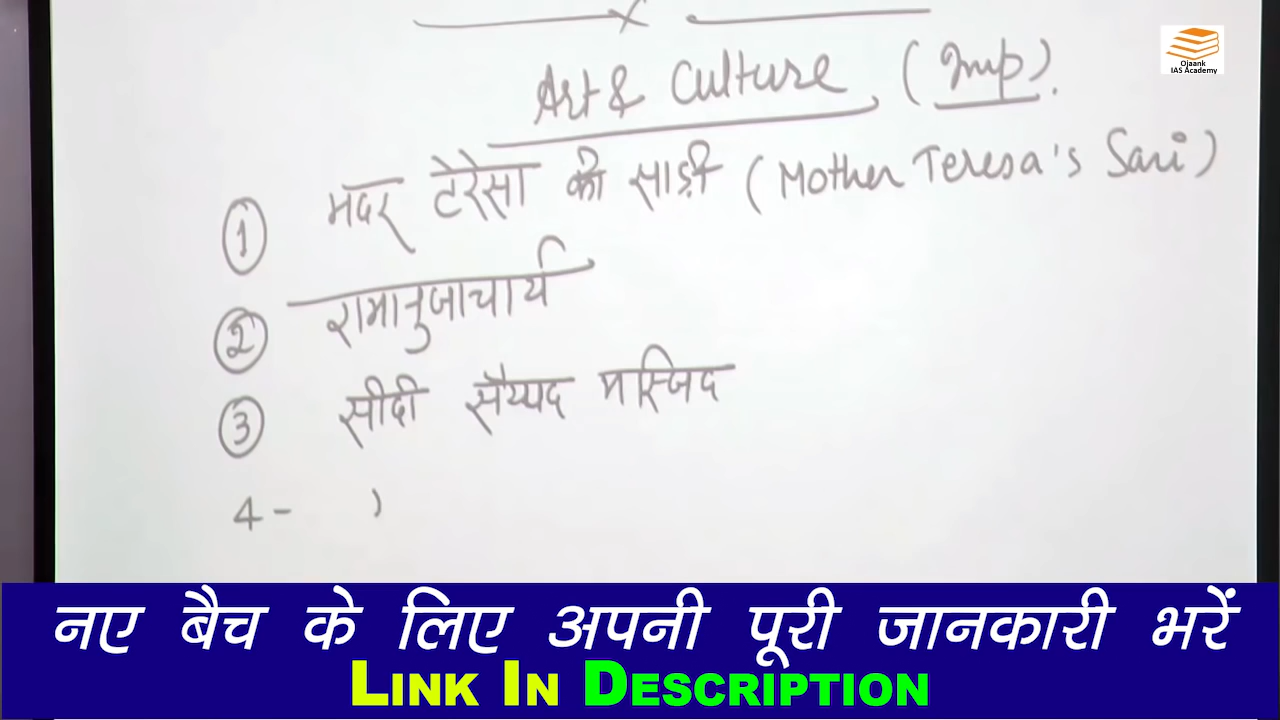 Ojaank
IAS Academy
Art & Culture (Imp).
① मदर टेरेसा की साड़ी (Mother Teresa's Sari)
② रामानुजाचार्य
③ सीदी सय्यद मस्जिद
4-
नए बैच के लिए अपनी पूरी जानकारी भरें
LINK IN DESCRIPTION